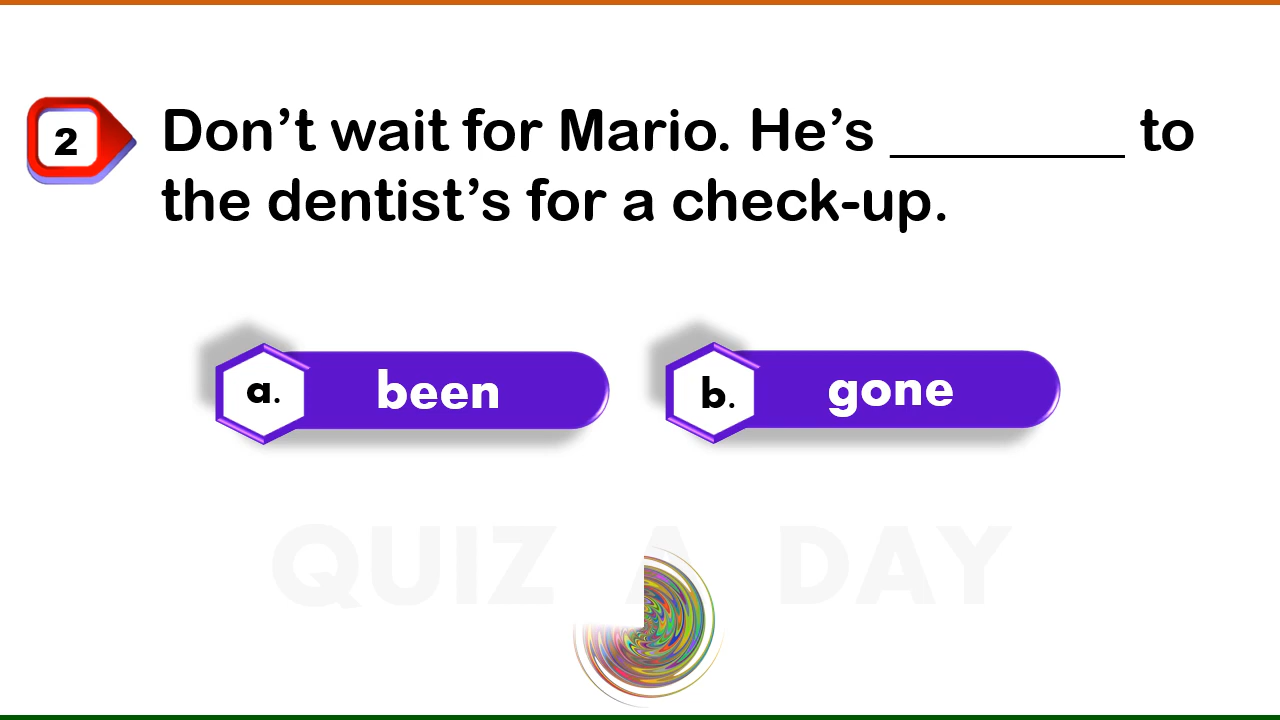 2
Don’t wait for Mario. He’s ________ to
the dentist’s for a check-up.
a. been
b. gone
QUIZ A DAY